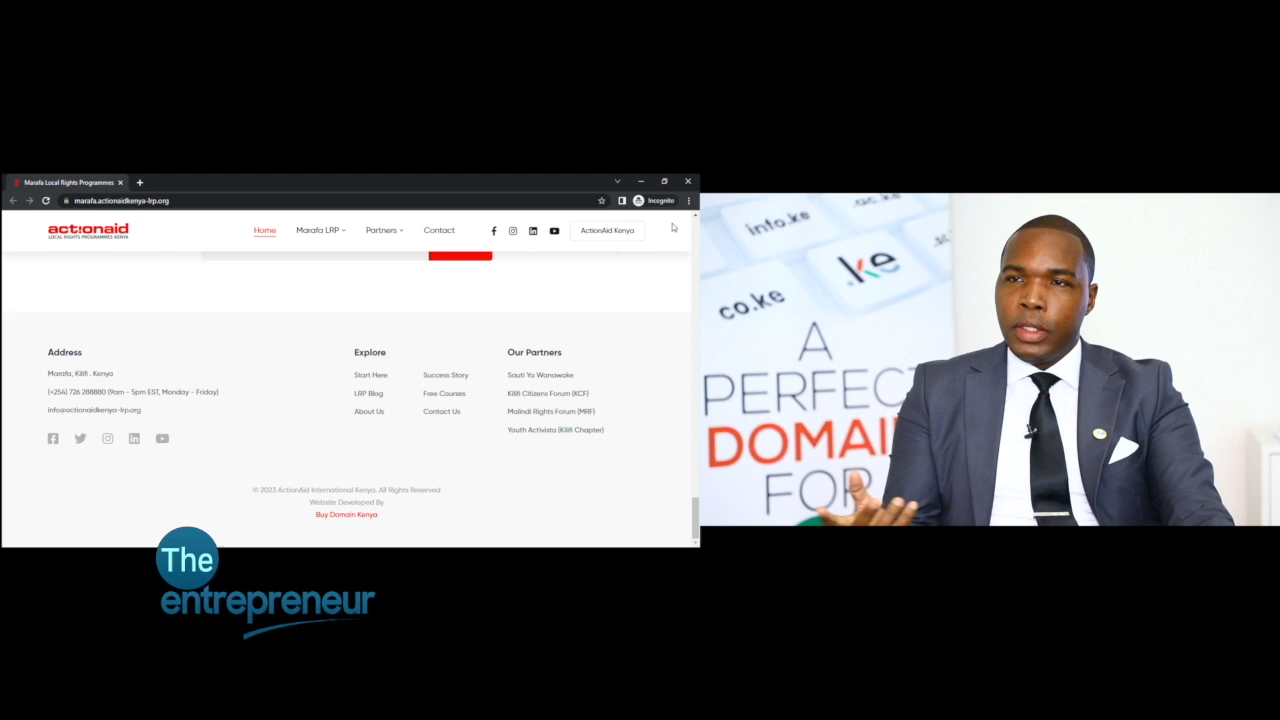 Marafa Local Rights Programmes
marafa.actionaidkenya-lrp.org
Incognito
act!onaid
LOCAL RIGHTS PROGRAMMES KENYA
Home
Marafa LRP
Partners
Contact
ActionAid Kenya
Address
Marafa, Kilifi . Kenya
(+254) 726 288880 (9am - 5pm EST, Monday - Friday)
info@actionaidkenya-lrp.org
Explore
Start Here
Success Story
LRP Blog
Free Courses
About Us
Contact Us
Our Partners
Sauti Ya Wanawake
Kilifi Citizens Forum (KCF)
Malindi Rights Forum (MRF)
Youth Activista (Kilifi Chapter)
© 2023 ActionAid International Kenya. All Rights Reserved
Website Developed By
Buy Domain Kenya.
The
entrepreneur
info.ke
.ke
co.ke
A
PERFECT
DOMAI
FOR